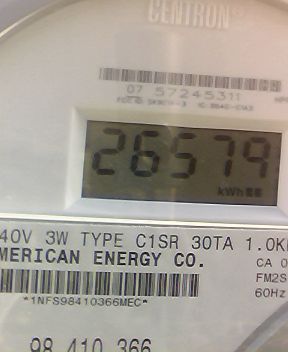 CENTRON®
07 57245311
26579
kWh
40V 3W TYPE C1SR 30TA 1.0K
MERICAN ENERGY CO.
CA 0
FM2S
60Hz
*1NFS98410366MEC*
98 410 366